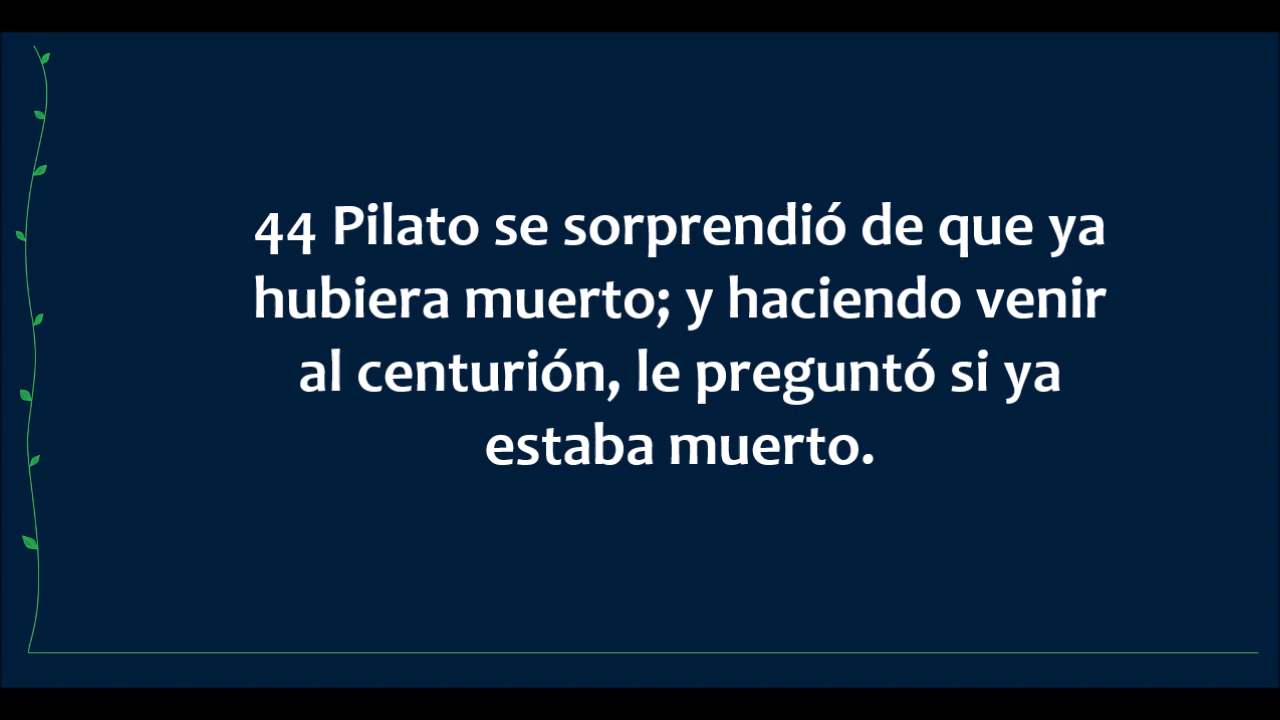 44 Pilato se sorprendió de que ya
hubiera muerto; y haciendo venir
al centurión, le preguntó si ya
estaba muerto.